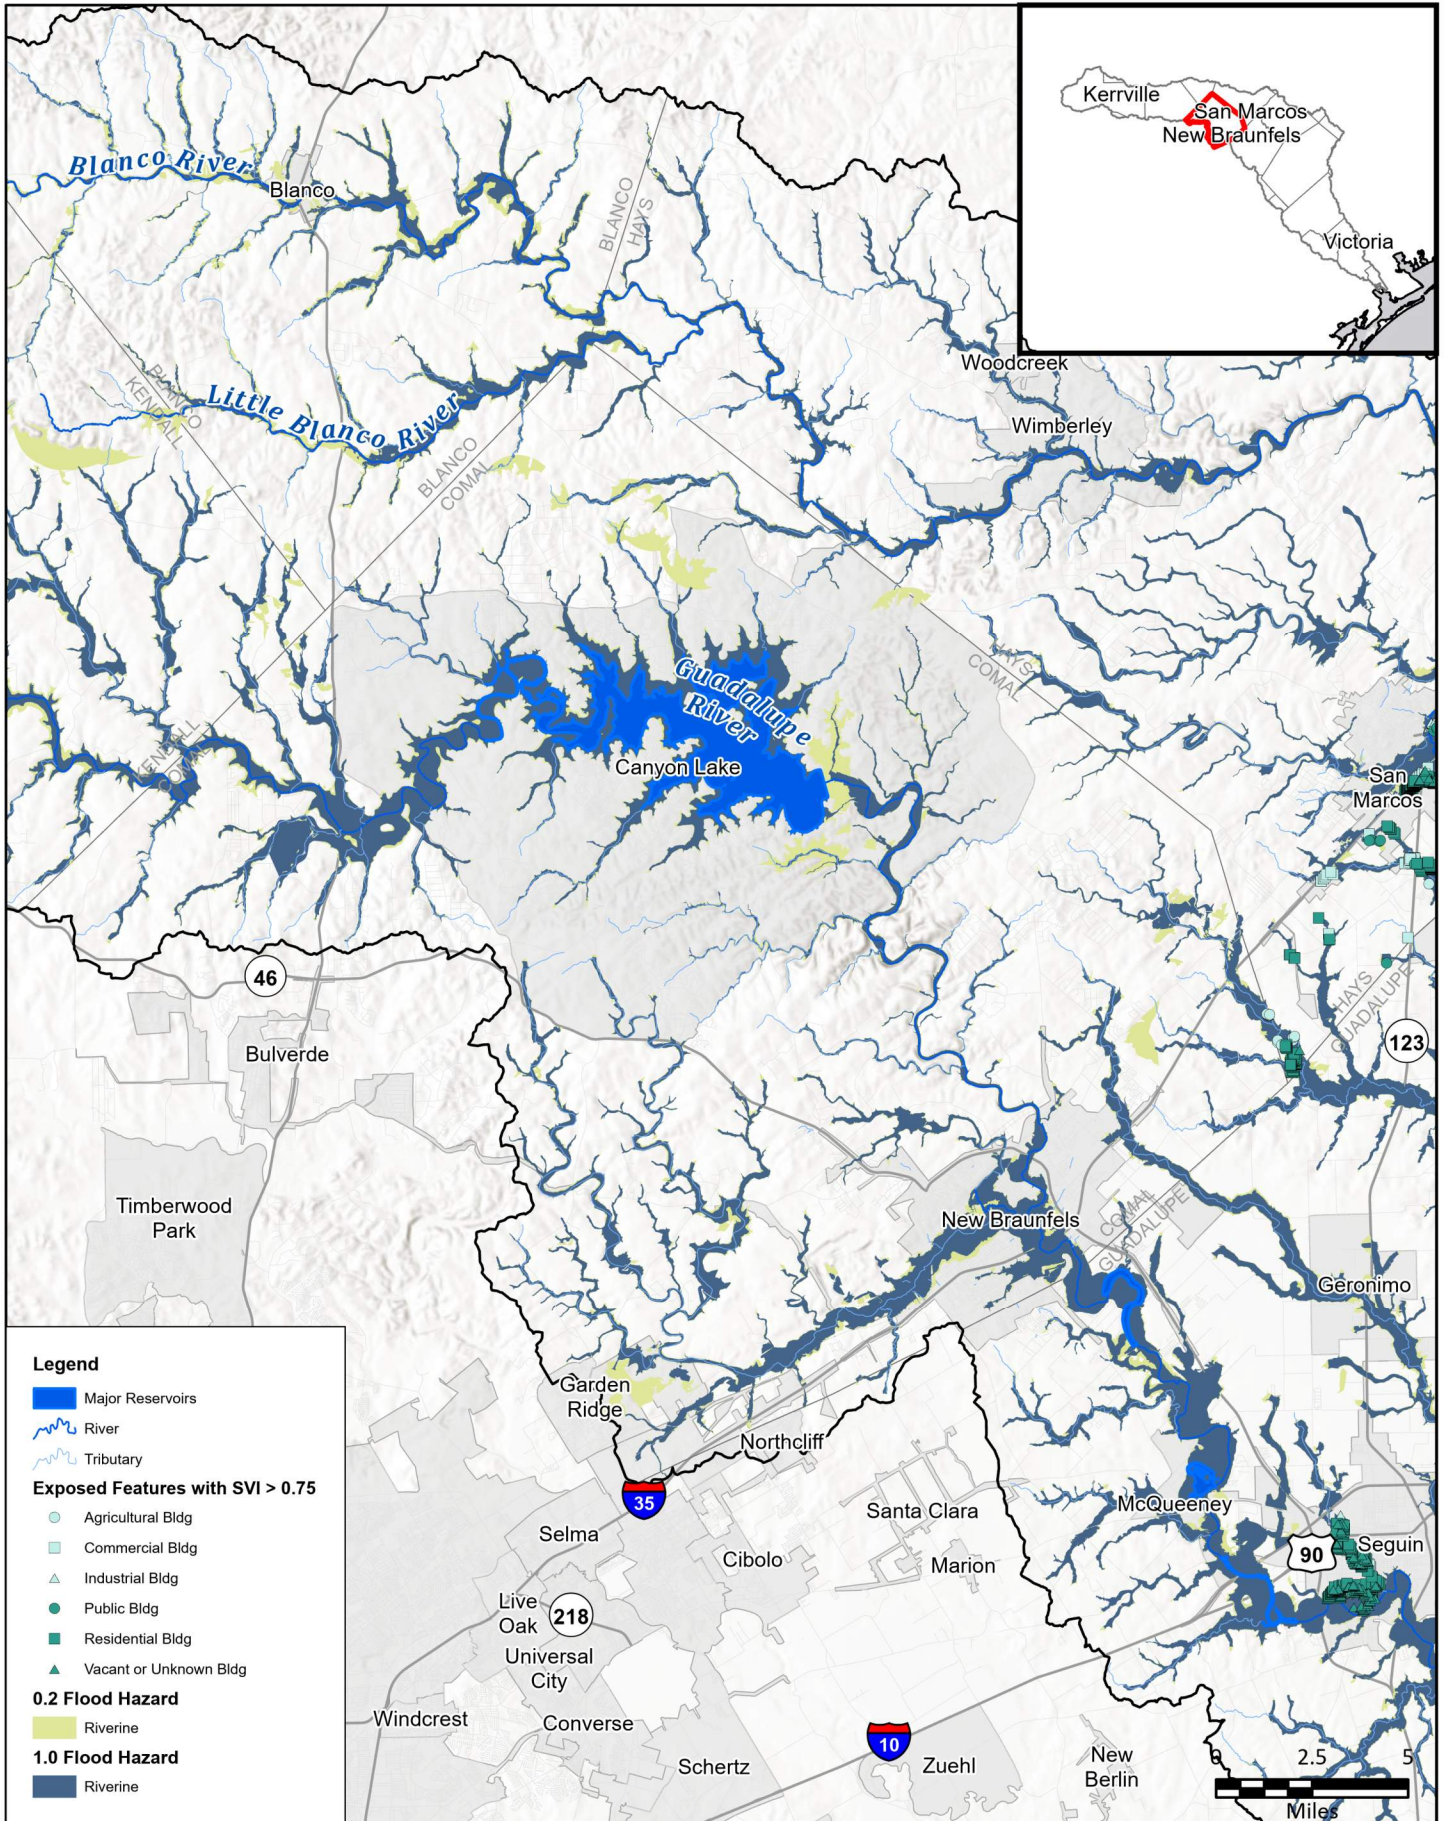 Kerrville
San Marcos
New Braunfels
Victoria
Blanco River
Blanco
BLANCO
HAYS
Woodcreek
Wimberley
BLANCO
KENDALL
Little Blanco River
BLANCO
COMAL
HAYS
COMAL
Guadalupe
River
KENDALL
COMAL
Canyon Lake
San
Marcos
46
HAYS
GUADALUPE
123
Bulverde
Timberwood
Park
New Braunfels
COMAL
GUADALUPE
Geronimo
Garden
Ridge
Northcliff
35
McQueeney
Santa Clara
Selma
Cibolo
Marion
90
Seguin
Live
Oak
218
Universal
City
Windcrest
Converse
Schertz
10
Zuehl
New
Berlin
Legend
Major Reservoirs
River
Tributary
Exposed Features with SVI > 0.75
Agricultural Bldg
Commercial Bldg
Industrial Bldg
Public Bldg
Residential Bldg
Vacant or Unknown Bldg
0.2 Flood Hazard
Riverine
1.0 Flood Hazard
Riverine
0 2.5 5
Miles